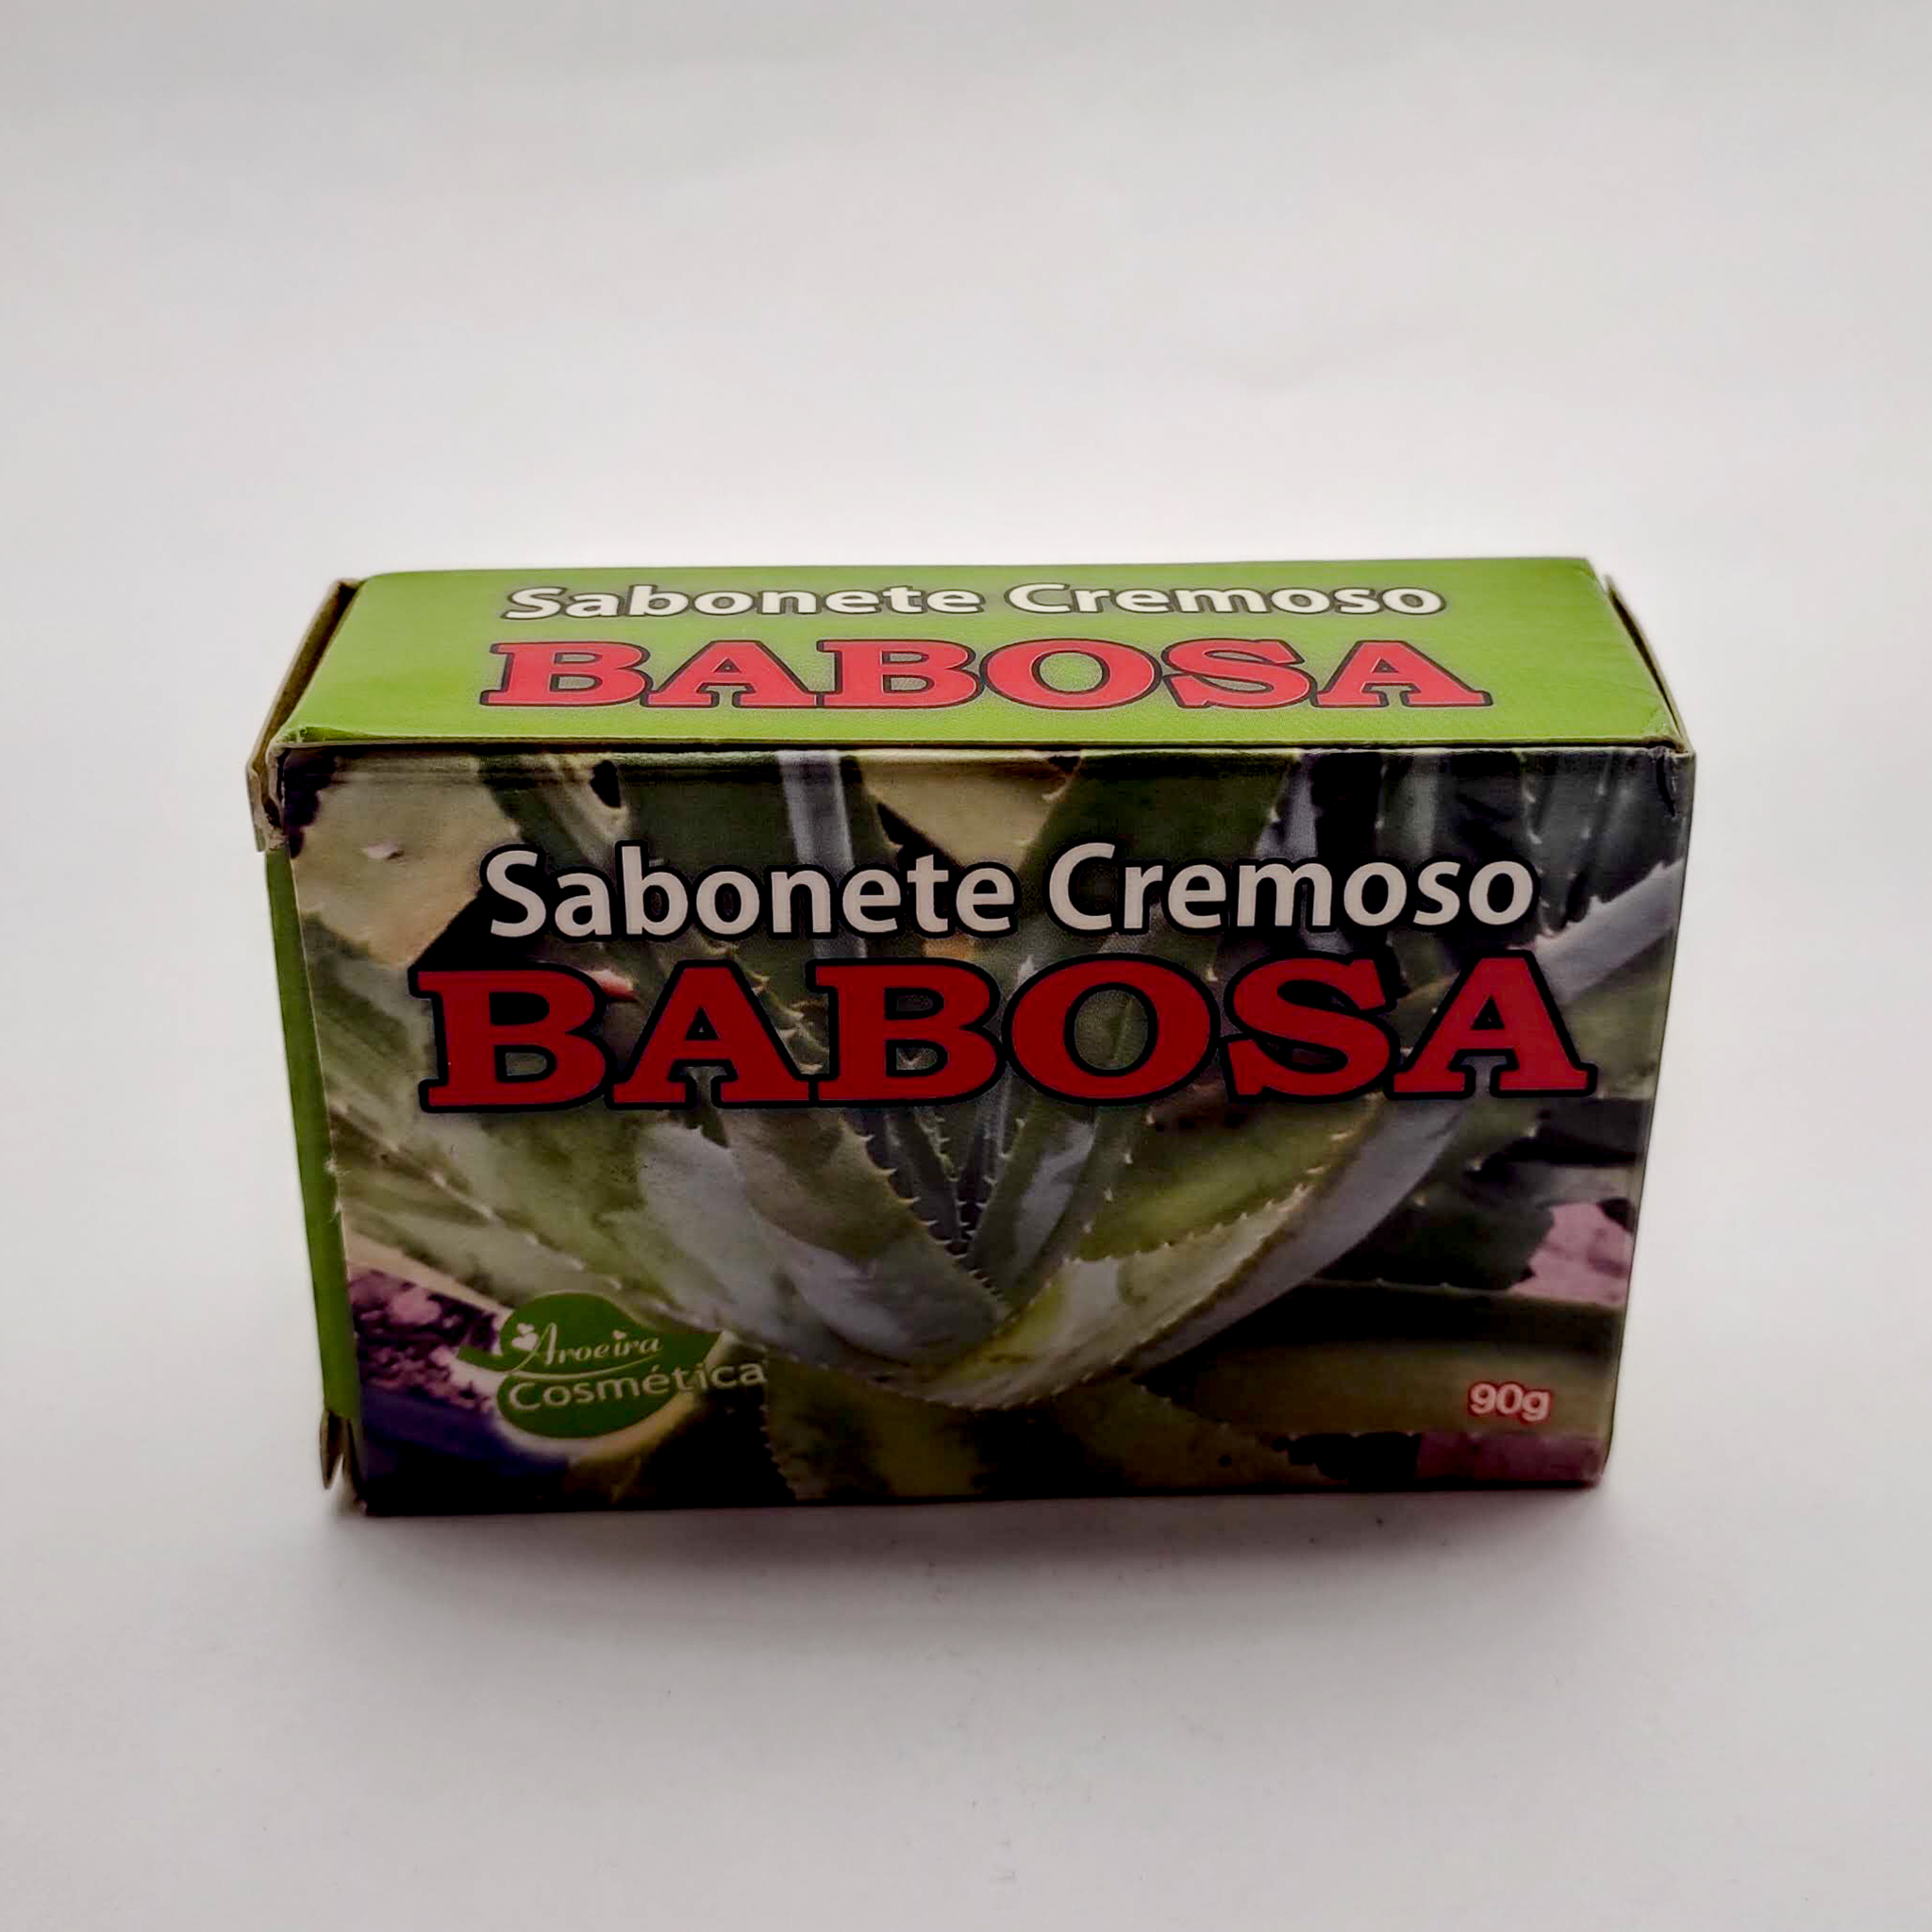 Sabonete Cremoso
BABOSA
Sabonete Cremoso
BABOSA
Aroeira
Cosmética
90g